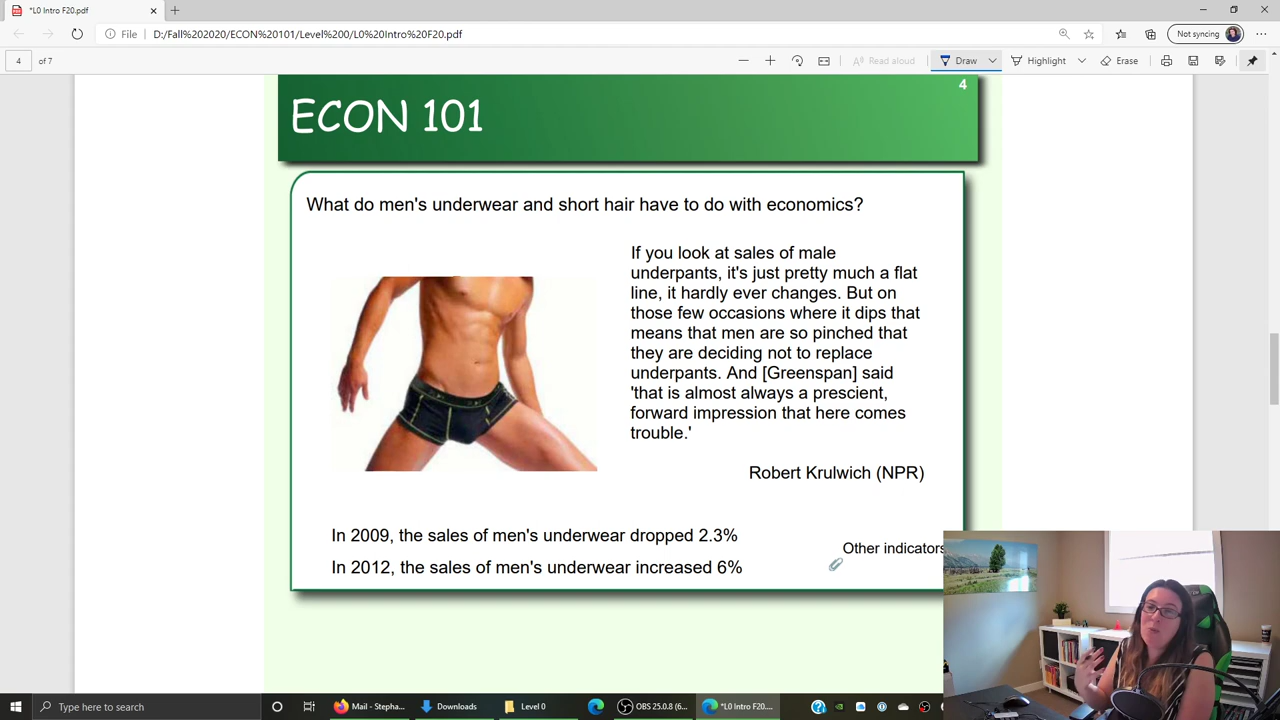 *L0 Intro F20.pdf
File
D:/Fall%202020/ECON%20101/Level%200/L0%20Intro%20F20.pdf
Not syncing
4 of 7
Read aloud
Draw
Highlight
Erase
4
ECON 101
What do men's underwear and short hair have to do with economics?
If you look at sales of male
underpants, it's just pretty much a flat
line, it hardly ever changes. But on
those few occasions where it dips that
means that men are so pinched that
they are deciding not to replace
underpants. And [Greenspan] said
'that is almost always a prescient,
forward impression that here comes
trouble.'
Robert Krulwich (NPR)
In 2009, the sales of men's underwear dropped 2.3%
Other indicators
In 2012, the sales of men's underwear increased 6%
Type here to search
Mail - Stepha...
Downloads
Level 0
OBS 25.0.8 (6...
*L0 Intro F20....